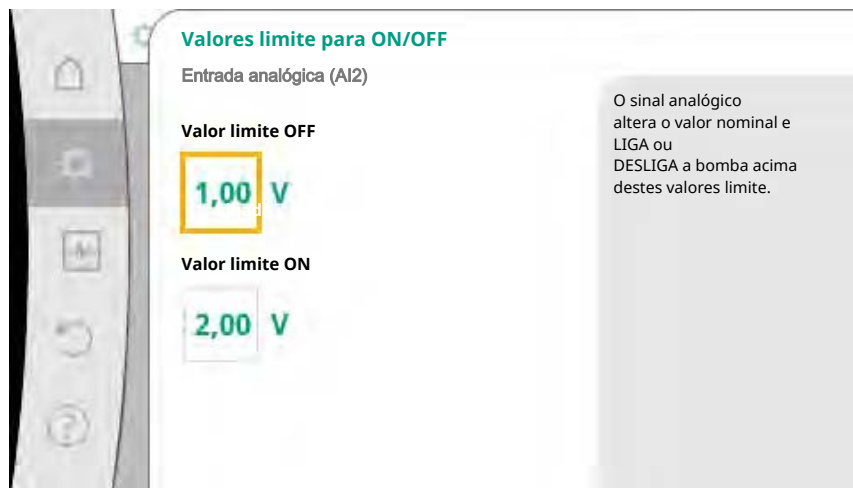 Valores limite para ON/OFF
Entrada analógica (AI2)
Valor limite OFF
1,00 V
Valor limite ON
2,00 V
O sinal analógico
altera o valor nominal e
LIGA ou
DESLIGA a bomba acima
destes valores limite.